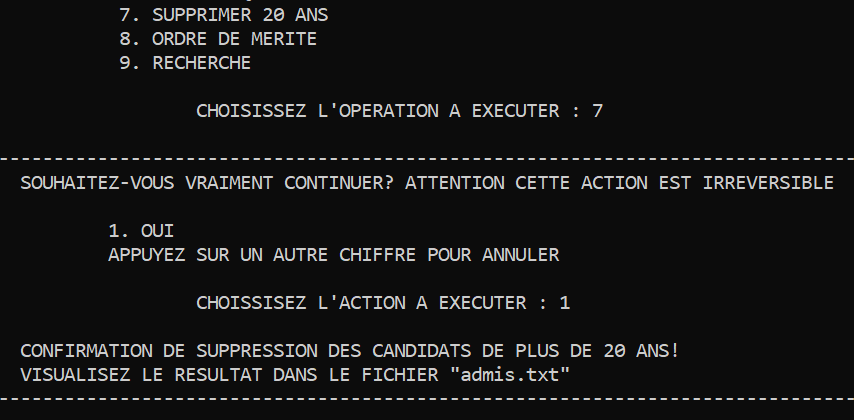 7. SUPPRIMER 20 ANS
8. ORDRE DE MERITE
9. RECHERCHE
CHOISISSEZ L'OPERATION A EXECUTER : 7
--------------------------------------------------------------------------------
SOUHAITEZ-VOUS VRAIMENT CONTINUER? ATTENTION CETTE ACTION EST IRREVERSIBLE
1. OUI
APPUYEZ SUR UN AUTRE CHIFFRE POUR ANNULER
CHOISSISEZ L'ACTION A EXECUTER : 1
CONFIRMATION DE SUPPRESSION DES CANDIDATS DE PLUS DE 20 ANS!
VISUALISEZ LE RESULTAT DANS LE FICHIER "admis.txt"
--------------------------------------------------------------------------------